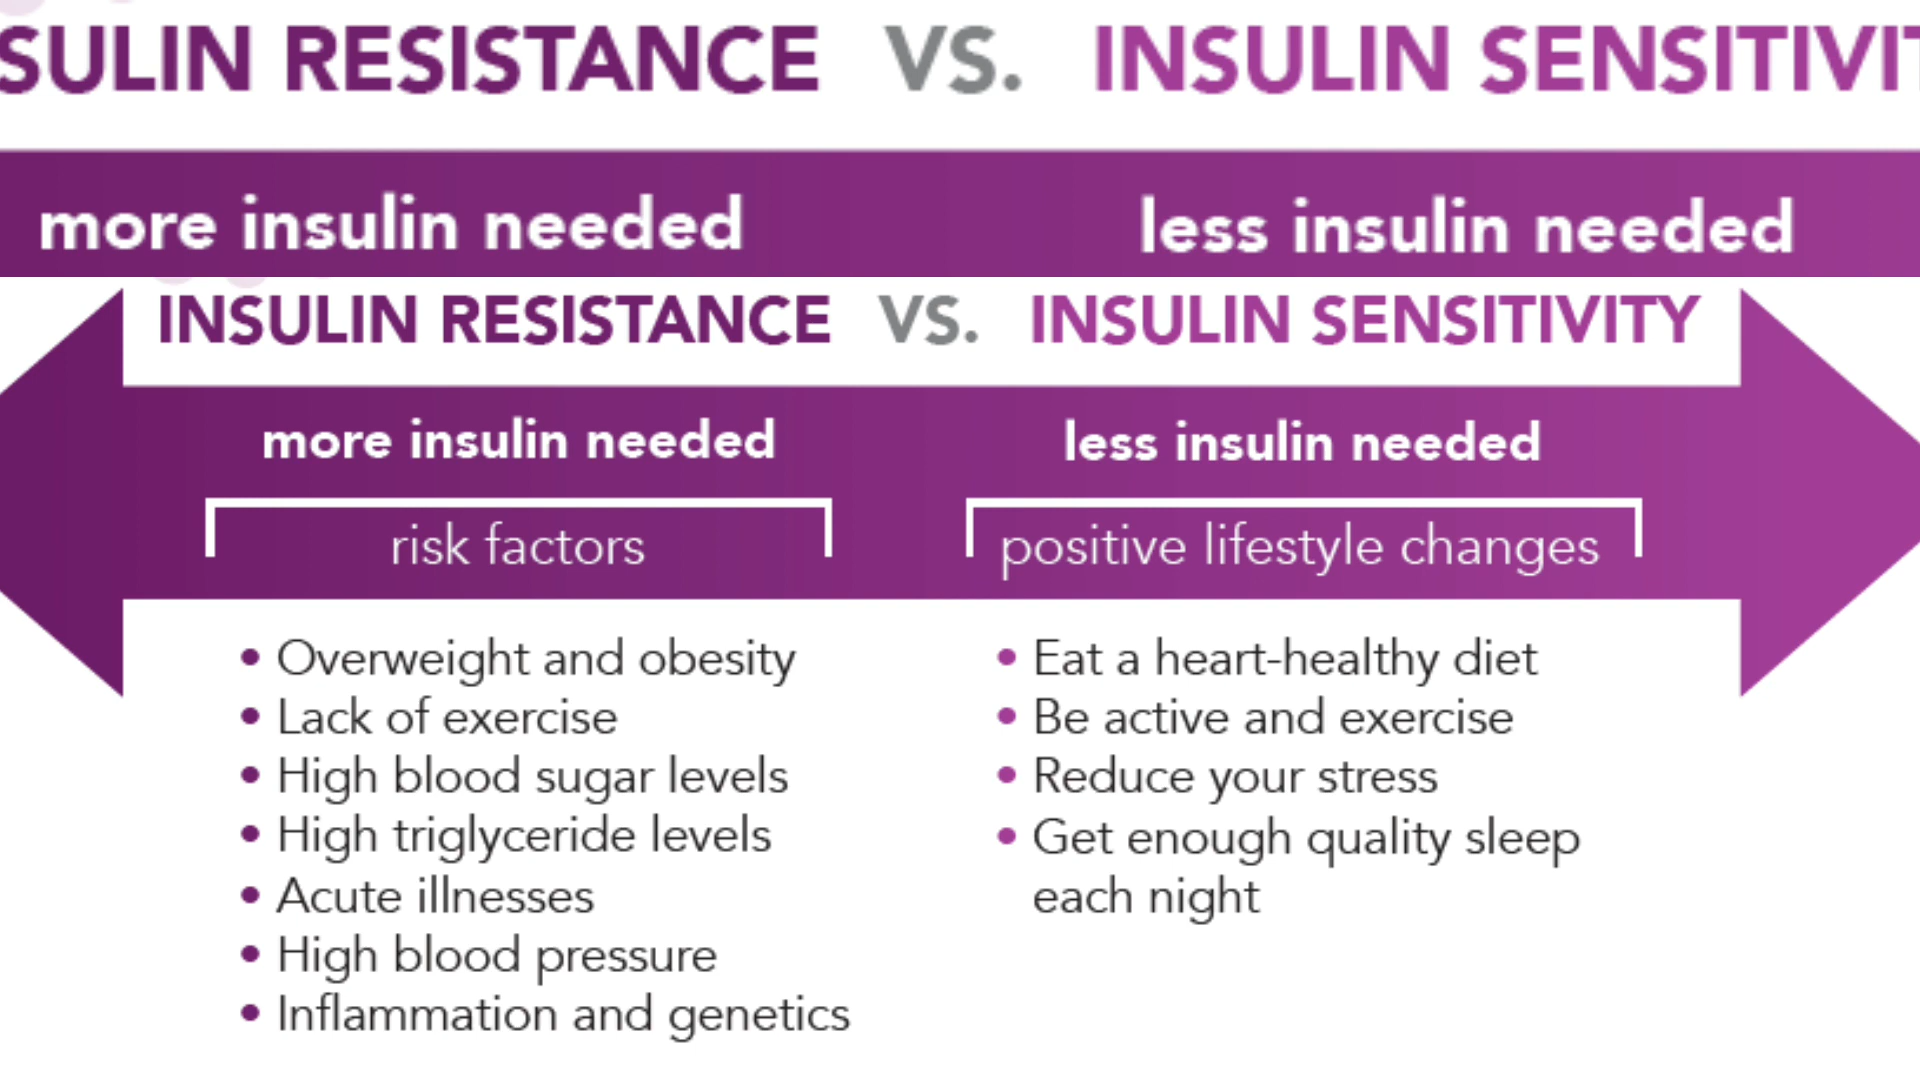 SULIN RESISTANCE VS. INSULIN SENSITIVIT
more insulin needed
less insulin needed
INSULIN RESISTANCE VS. INSULIN SENSITIVITY
more insulin needed
less insulin needed
risk factors
positive lifestyle changes
• Overweight and obesity
• Lack of exercise
• High blood sugar levels
• High triglyceride levels
• Acute illnesses
• High blood pressure
• Inflammation and genetics
• Eat a heart-healthy diet
• Be active and exercise
• Reduce your stress
• Get enough quality sleep
each night